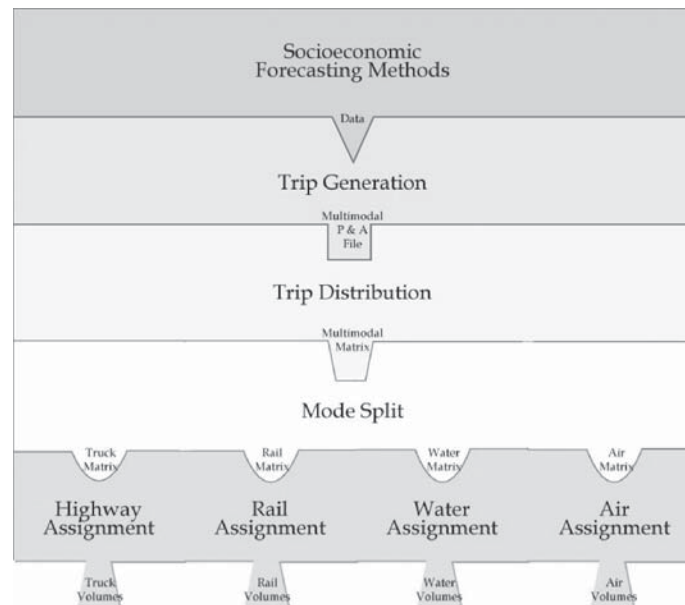 Socioeconomic
Forecasting Methods
Data
Trip Generation
Multimodal
P & A
File
Trip Distribution
Multimodal
Matrix
Mode Split
Truck
Matrix
Rail
Matrix
Water
Matrix
Air
Matrix
Highway
Assignment
Rail
Assignment
Water
Assignment
Air
Assignment
Truck
Volumes
Rail
Volumes
Water
Volumes
Air
Volumes